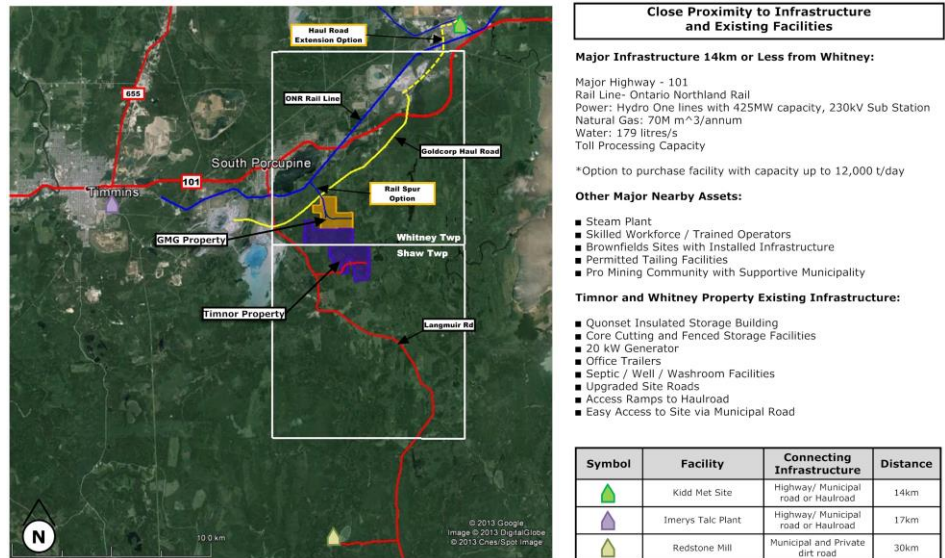 Haul Road
Extension Option
655
ONR Rail Line
South Porcupine
Goldcorp Haul Road
101
Timmins
Rail Spur
Option
GMG Property
Whitney Twp
Shaw Twp
Timnor Property
Langmuir Rd
N
10.0 km
© 2013 Google
Image © 2013 DigitalGlobe
© 2013 Cnes/Spot Image
Close Proximity to Infrastructure
and Existing Facilities
Major Infrastructure 14km or Less from Whitney:
Major Highway - 101
Rail Line- Ontario Northland Rail
Power: Hydro One lines with 425MW capacity, 230kV Sub Station
Natural Gas: 70M m^3/annum
Water: 179 litres/s
Toll Processing Capacity
*Option to purchase facility with capacity up to 12,000 t/day
Other Major Nearby Assets:
■ Steam Plant
■ Skilled Workforce / Trained Operators
■ Brownfields Sites with Installed Infrastructure
■ Permitted Tailing Facilities
■ Pro Mining Community with Supportive Municipality
Timnor and Whitney Property Existing Infrastructure:
■ Quonset Insulated Storage Building
■ Core Cutting and Fenced Storage Facilities
■ 20 kW Generator
■ Office Trailers
■ Septic / Well / Washroom Facilities
■ Upgraded Site Roads
■ Access Ramps to Haulroad
■ Easy Access to Site via Municipal Road
Symbol Facility Connecting Infrastructure Distance
Kidd Met Site Highway/ Municipal road or Haulroad 14km
Imerys Talc Plant Highway/ Municipal road or Haulroad 17km
Redstone Mill Municipal and Private dirt road 30km